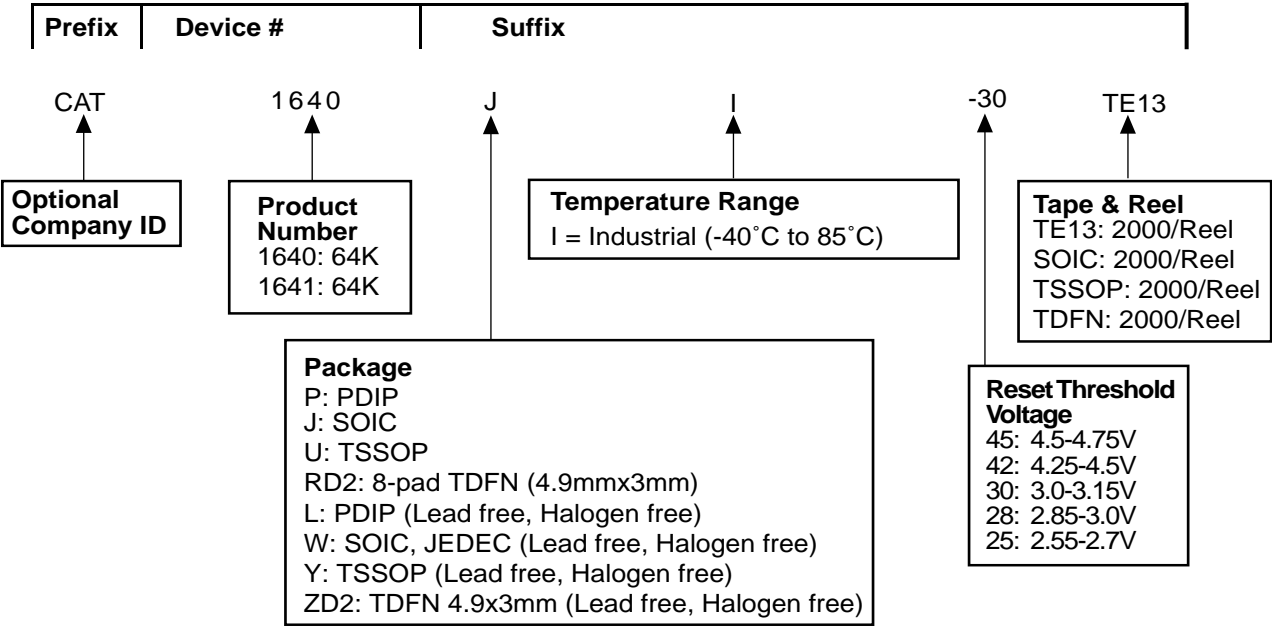 Prefix Device # Suffix
CAT 1640 J I -30 TE13
Optional
Company ID
Product
Number
1640: 64K
1641: 64K
Temperature Range
I = Industrial (-40˚C to 85˚C)
Tape & Reel
TE13: 2000/Reel
SOIC: 2000/Reel
TSSOP: 2000/Reel
TDFN: 2000/Reel
Package
P: PDIP
J: SOIC
U: TSSOP
RD2: 8-pad TDFN (4.9mmx3mm)
L: PDIP (Lead free, Halogen free)
W: SOIC, JEDEC (Lead free, Halogen free)
Y: TSSOP (Lead free, Halogen free)
ZD2: TDFN 4.9x3mm (Lead free, Halogen free)
Reset Threshold
Voltage
45: 4.5-4.75V
42: 4.25-4.5V
30: 3.0-3.15V
28: 2.85-3.0V
25: 2.55-2.7V